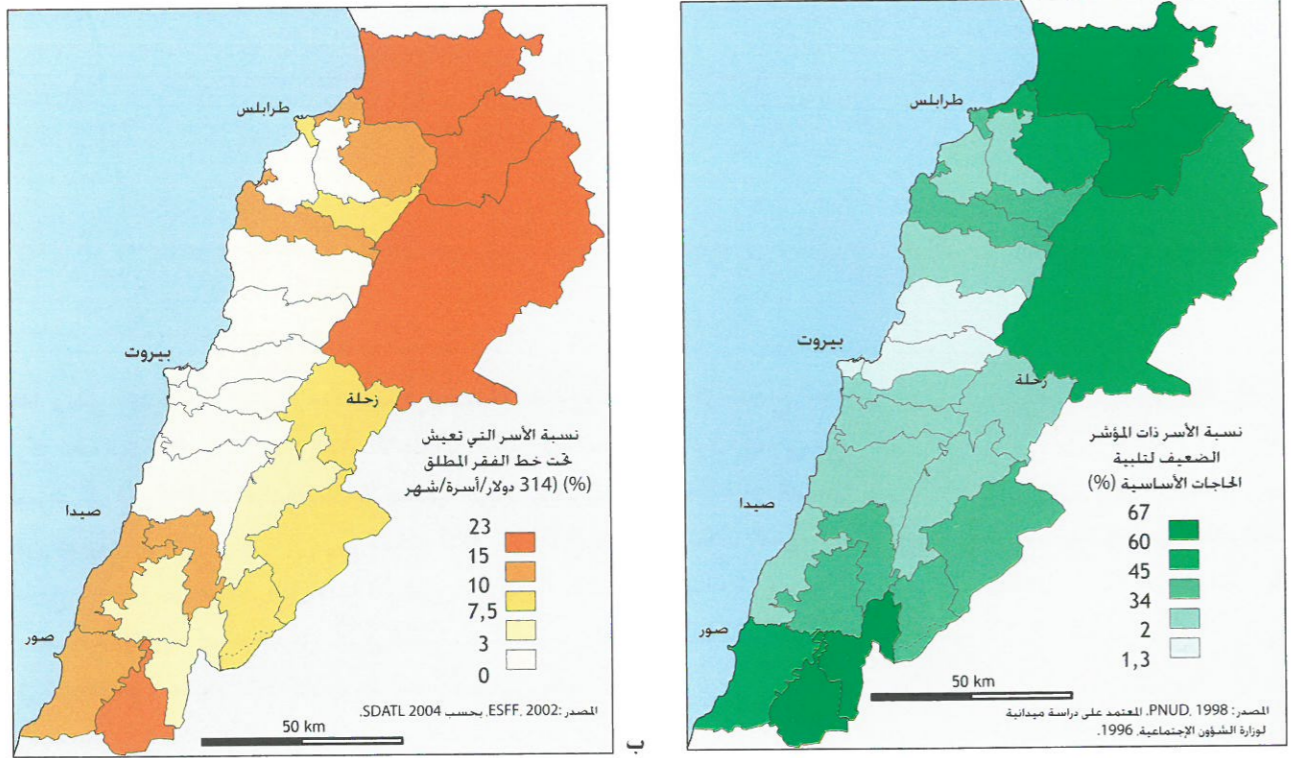 طرابلس
بيروت
زحلة
صيدا
صور
نسبة الأسر التي تعيش
تحت خط الفقر المطلق
(%) (314 دولار/أسرة/شهر
23
15
10
7,5
3
0
50 km
المصدر: ESFF, 2002, بحسب SDATL 2004.
ب
طرابلس
بيروت
زحلة
صيدا
صور
نسبة الأسر ذات المؤشر
الضعيف لتلبية
الحاجات الأساسية (%)
67
60
45
34
2
1,3
50 km
المصدر: PNUD, 1998. المعتمد على دراسة ميدانية
لوزارة الشؤون الإجتماعية. 1996.